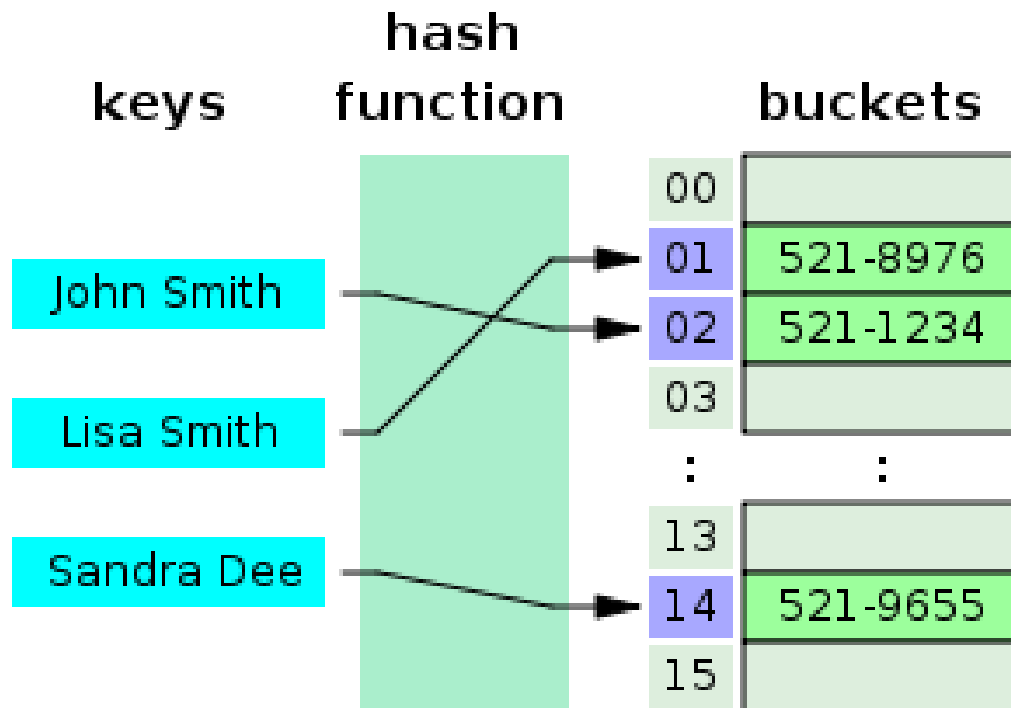 hash
keys function buckets
00
01 521-8976
John Smith
02 521-1234
03
Lisa Smith
: :
13
Sandra Dee
14 521-9655
15